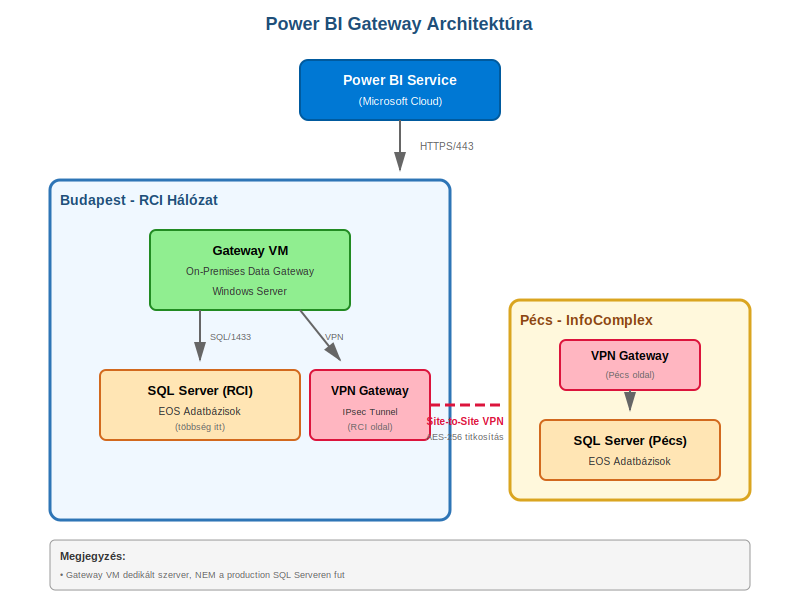 Power BI Gateway Architektúra
Power BI Service
(Microsoft Cloud)
HTTPS/443
Budapest - RCI Hálózat
Gateway VM
On-Premises Data Gateway
Windows Server
SQL/1433
VPN
SQL Server (RCI)
EOS Adatbázisok
(többség itt)
VPN Gateway
IPsec Tunnel
(RCI oldal)
Site-to-Site VPN
AES-256 titkosítás
Pécs - InfoComplex
VPN Gateway
(Pécs oldal)
SQL Server (Pécs)
EOS Adatbázisok
Megjegyzés:
• Gateway VM dedikált szerver, NEM a production SQL Serveren fut